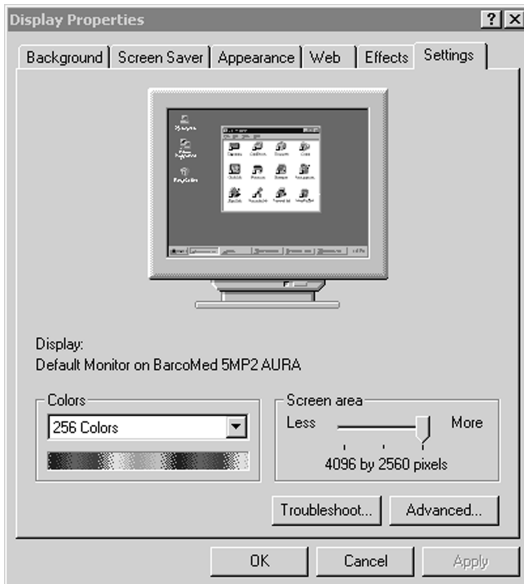 Display Properties
Background Screen Saver Appearance Web Effects Settings
Display:
Default Monitor on BarcoMed 5MP2 AURA
Colors
256 Colors
Screen area
Less More
4096 by 2560 pixels
Troubleshoot... Advanced...
OK Cancel Apply